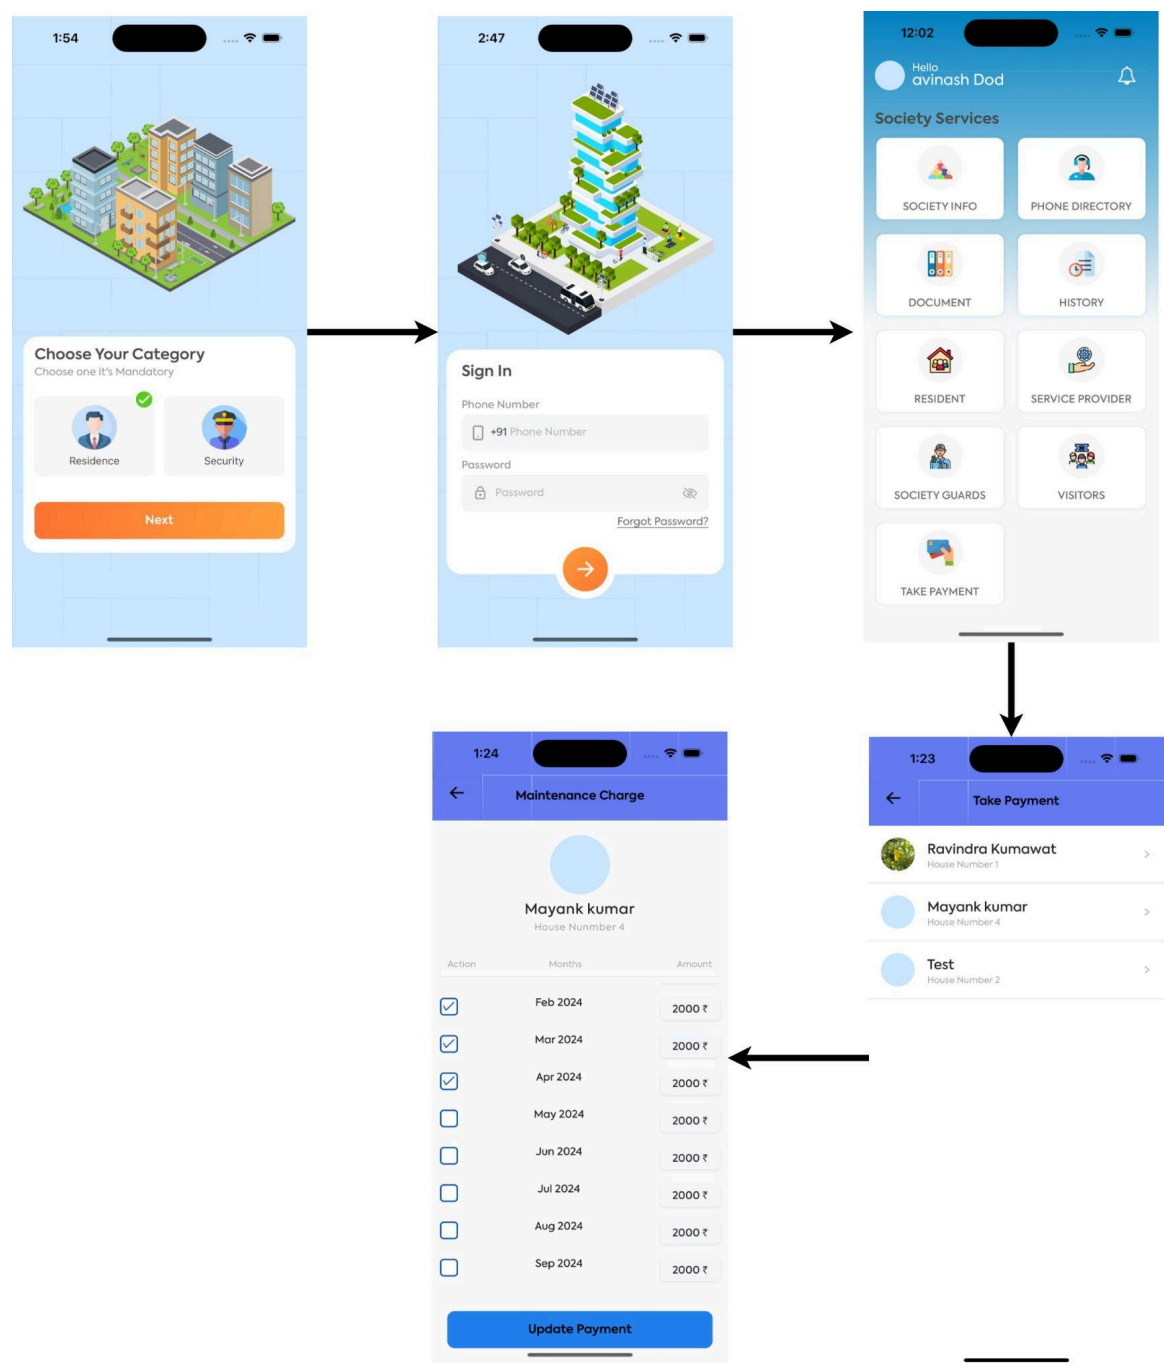 1:54
Choose Your Category
Choose one it's Mandatory
Residence Security
Next
2:47
Sign In
Phone Number
+91 Phone Number
Password
Password
Forgot Password?
12:02
Hello
avinash Dod
Society Services
SOCIETY INFO PHONE DIRECTORY
DOCUMENT HISTORY
RESIDENT SERVICE PROVIDER
SOCIETY GUARDS VISITORS
TAKE PAYMENT
1:23
Take Payment
Ravindra Kumawat
House Number 1
Mayank kumar
House Number 4
Test
House Number 2
1:24
Maintenance Charge
Mayank kumar
House Nunmber 4
Action Months Amount
Feb 2024 2000 ₹
Mar 2024 2000 ₹
Apr 2024 2000 ₹
May 2024 2000 ₹
Jun 2024 2000 ₹
Jul 2024 2000 ₹
Aug 2024 2000 ₹
Sep 2024 2000 ₹
Update Payment